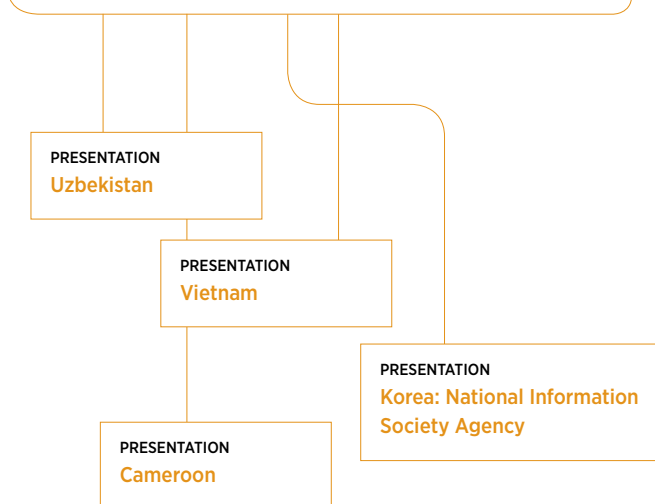 PRESENTATION
Uzbekistan
PRESENTATION
Vietnam
PRESENTATION
Korea: National Information
Society Agency
PRESENTATION
Cameroon